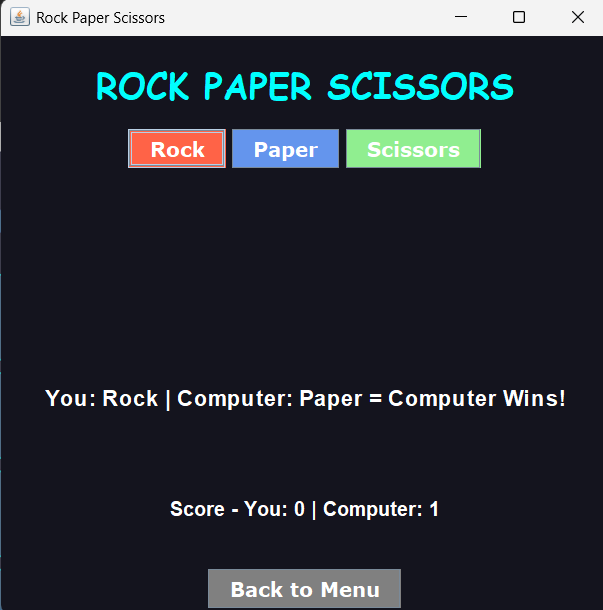 Rock Paper Scissors
ROCK PAPER SCISSORS
Rock Paper Scissors
You: Rock | Computer: Paper = Computer Wins!
Score - You: 0 | Computer: 1
Back to Menu